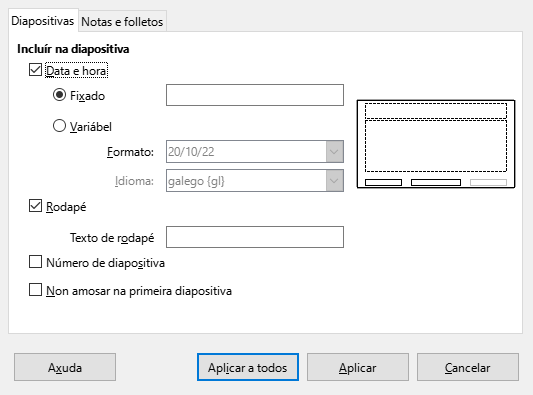 Diapositivas Notas e folletos
Incluír na diapositiva
Data e hora
Fixado
Variábel
Formato: 20/10/22
Idioma: galego {gl}
Rodapé
Texto de rodapé
Número de diapositiva
Non amosar na primeira diapositiva
Axuda Aplicar a todos Aplicar Cancelar